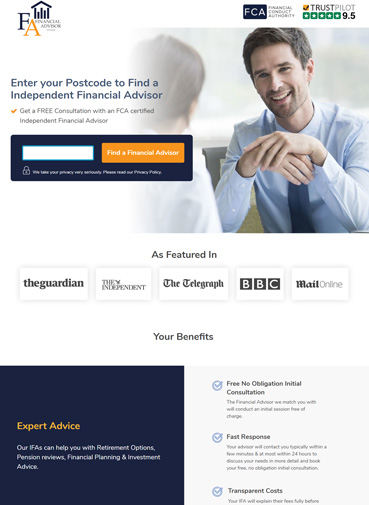 FINANCIAL
ADVISOR
FCA FINANCIAL
CONDUCT
AUTHORITY
TRUSTPILOT
9.5
Enter your Postcode to Find a
Independent Financial Advisor
Get a FREE Consultation with an FCA certified
Independent Financial Advisor
Find a Financial Advisor
We take your privacy very seriously. Please read our Privacy Policy.
As Featured In
theguardian
THE
INDEPENDENT
The Telegraph
BBC
Mail Online
Your Benefits
Expert Advice
Our IFAs can help you with Retirement Options,
Pension reviews, Financial Planning & Investment
Advice.
Free No Obligation Initial
Consultation
The Financial Advisor we match you with
will conduct an initial session free of
charge.
Fast Response
Your advisor will contact you typically within a
few minutes & at most within 24 hours to
discuss your needs in more detail and book
your free, no obligation initial consultation.
Transparent Costs
Your IFA will explain their fees fully before